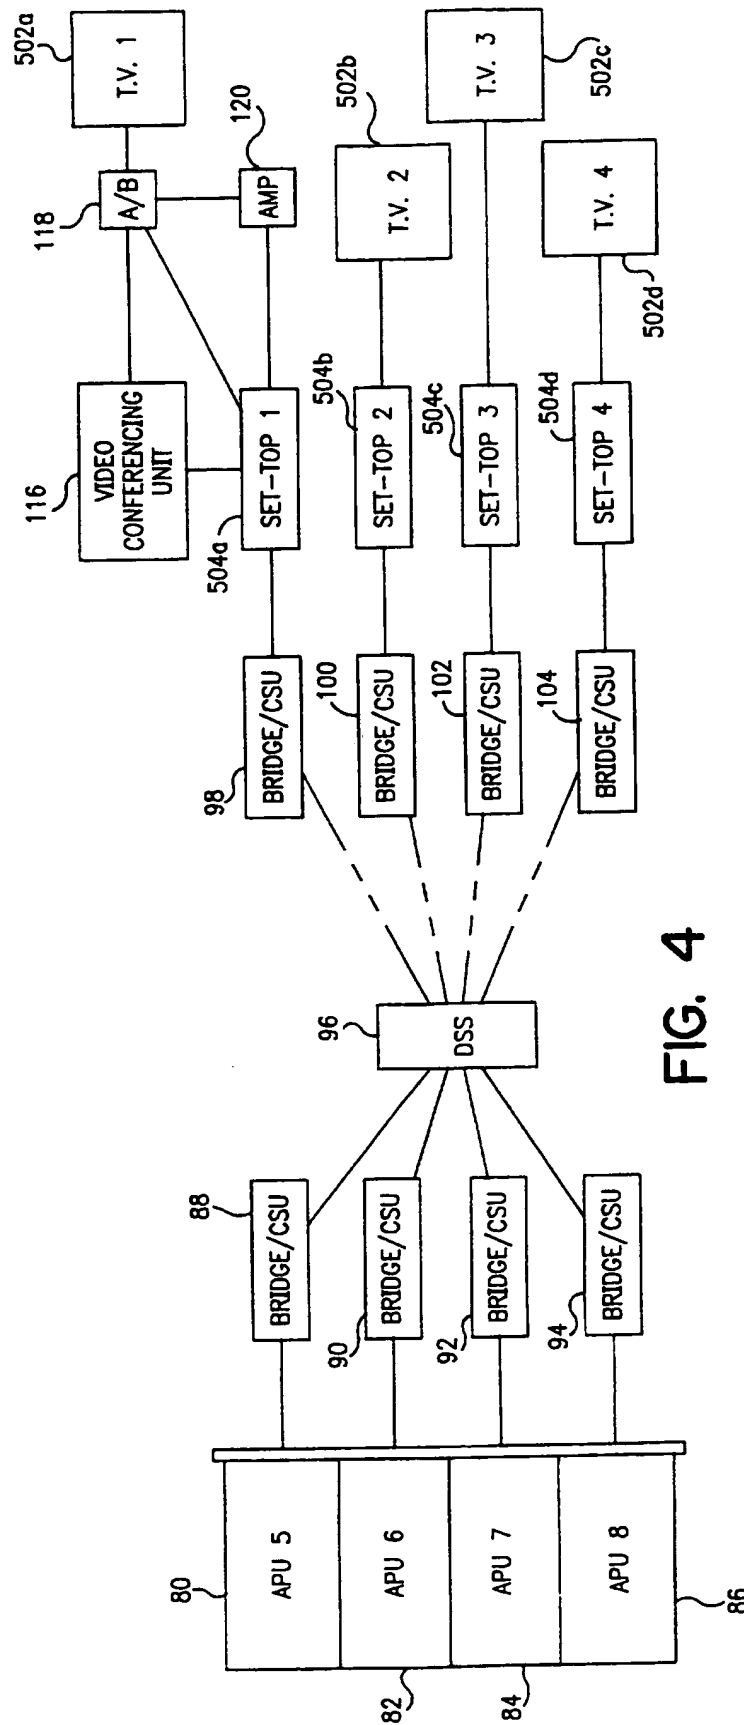 80
APU 5
APU 6
82
APU 7
84
APU 8
86
88
BRIDGE/CSU
90
BRIDGE/CSU
92
BRIDGE/CSU
94
BRIDGE/CSU
96
DSS
98
BRIDGE/CSU
100
BRIDGE/CSU
102
BRIDGE/CSU
104
BRIDGE/CSU
116
VIDEO
CONFERENCING
UNIT
504a
SET-TOP 1
504b
SET-TOP 2
504c
SET-TOP 3
504d
SET-TOP 4
118
A/B
120
AMP
502a
T.V. 1
502b
T.V. 2
T.V. 3
502c
T.V. 4
502d
FIG. 4